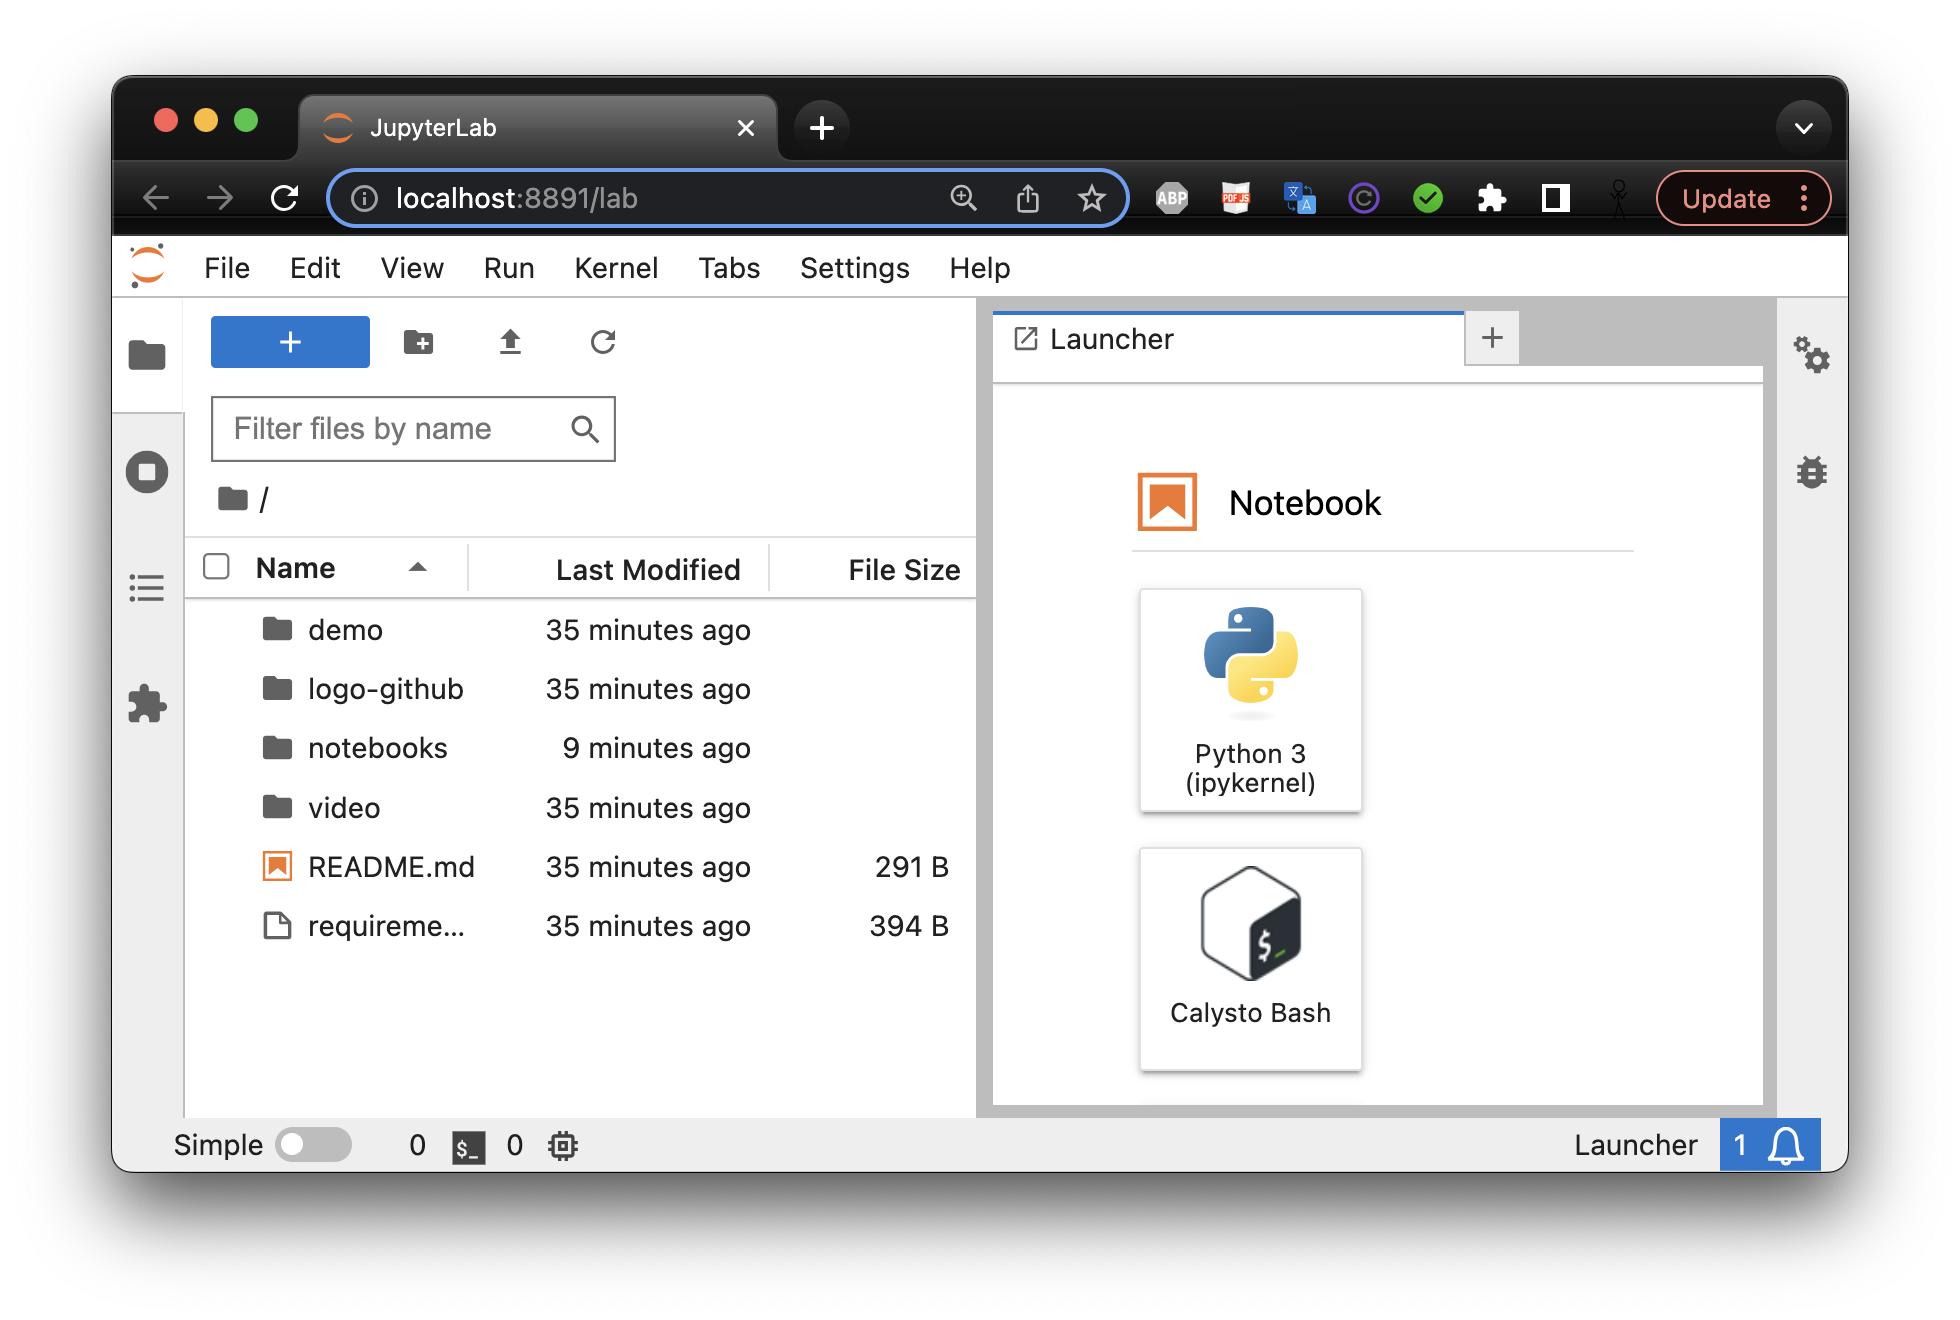 JupyterLab
localhost:8891/lab
ABP
PDF JS
Update
File Edit View Run Kernel Tabs Settings Help
Launcher
Filter files by name
/
Notebook
Name Last Modified File Size
demo 35 minutes ago
logo-github 35 minutes ago
notebooks 9 minutes ago
video 35 minutes ago
README.md 35 minutes ago 291 B
requireme... 35 minutes ago 394 B
Python 3
(ipykernel)
$_
Calysto Bash
Simple 0 $_ 0 Launcher 1